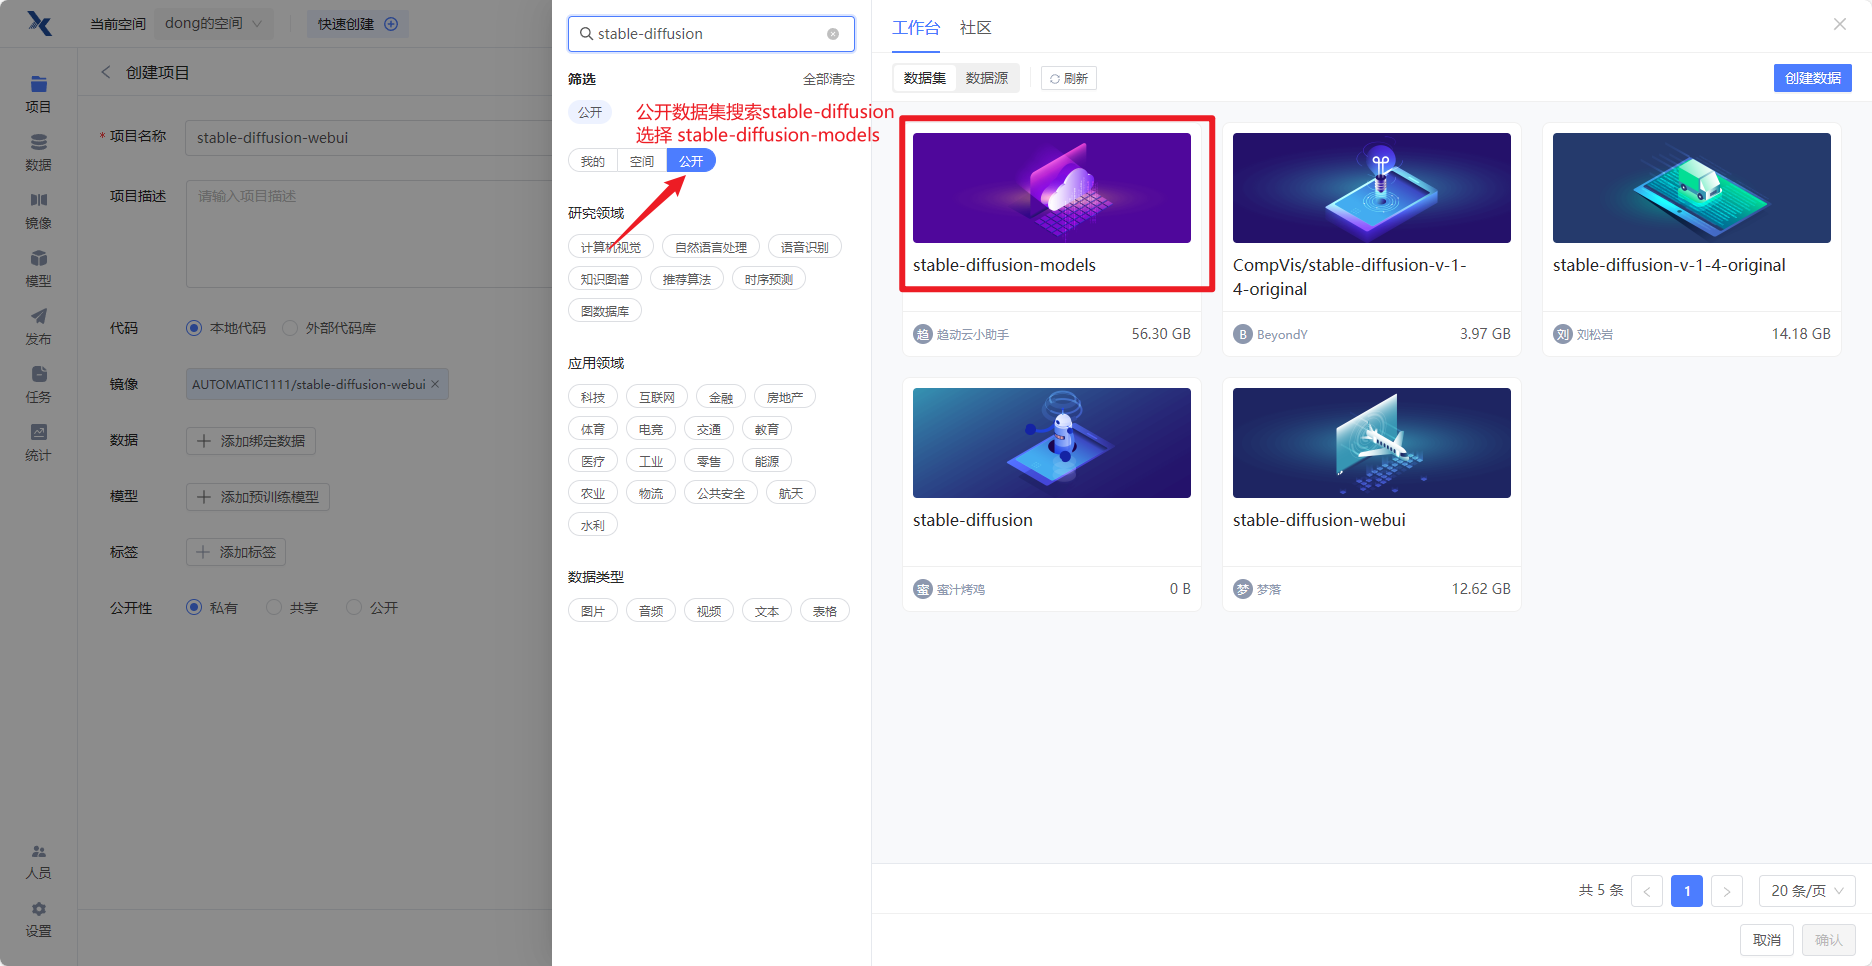 当前空间
dong的空间
快速创建
创建项目
项目
数据
镜像
模型
发布
任务
统计
人员
设置
* 项目名称
stable-diffusion-webui
项目描述
请输入项目描述
代码
本地代码
外部代码库
镜像
AUTOMATIC1111/stable-diffusion-webui
数据
添加绑定数据
模型
添加预训练模型
标签
添加标签
公开性
私有
共享
公开
stable-diffusion
筛选
全部清空
公开
公开数据集搜索stable-diffusion
选择 stable-diffusion-models
我的
空间
公开
研究领域
计算机视觉
自然语言处理
语音识别
知识图谱
推荐算法
时序预测
图数据库
应用领域
科技
互联网
金融
房地产
体育
电竞
交通
教育
医疗
工业
零售
能源
农业
物流
公共安全
航天
水利
数据类型
图片
音频
视频
文本
表格
工作台
社区
数据集
数据源
刷新
创建数据
stable-diffusion-models
趋 趋动云小助手
56.30 GB
CompVis/stable-diffusion-v-1-
4-original
B BeyondY
3.97 GB
stable-diffusion-v-1-4-original
刘 刘松岩
14.18 GB
stable-diffusion
蜜 蜜汁烤鸡
0 B
stable-diffusion-webui
梦 梦落
12.62 GB
共 5 条
1
20 条/页
取消
确认